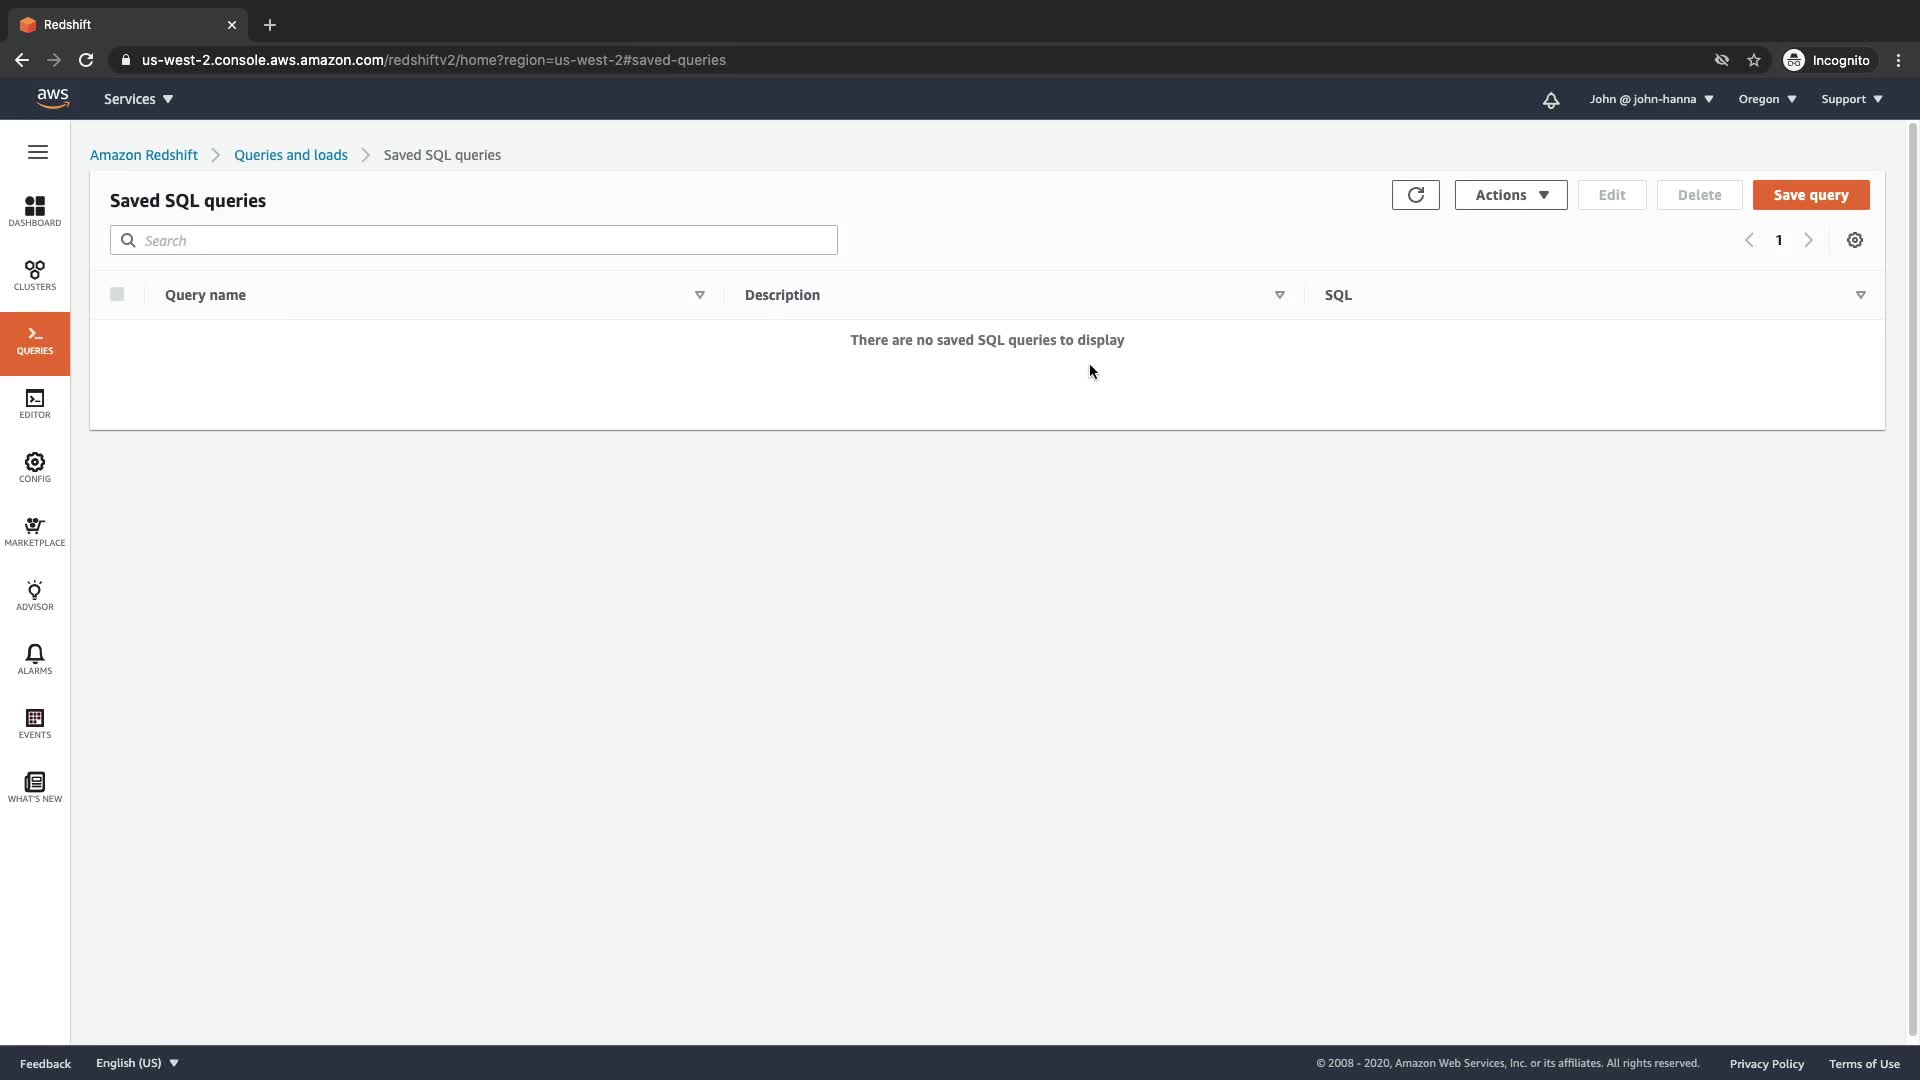 Redshift
us-west-2.console.aws.amazon.com/redshiftv2/home?region=us-west-2#saved-queries
Incognito
aws
Services
John @ john-hanna
Oregon
Support
Amazon Redshift
Queries and loads
Saved SQL queries
Saved SQL queries
Actions
Edit
Delete
Save query
Search
1
Query name
Description
SQL
There are no saved SQL queries to display
DASHBOARD
CLUSTERS
QUERIES
EDITOR
CONFIG
MARKETPLACE
ADVISOR
ALARMS
EVENTS
WHAT'S NEW
Feedback
English (US)
© 2008 - 2020, Amazon Web Services, Inc. or its affiliates. All rights reserved.
Privacy Policy
Terms of Use